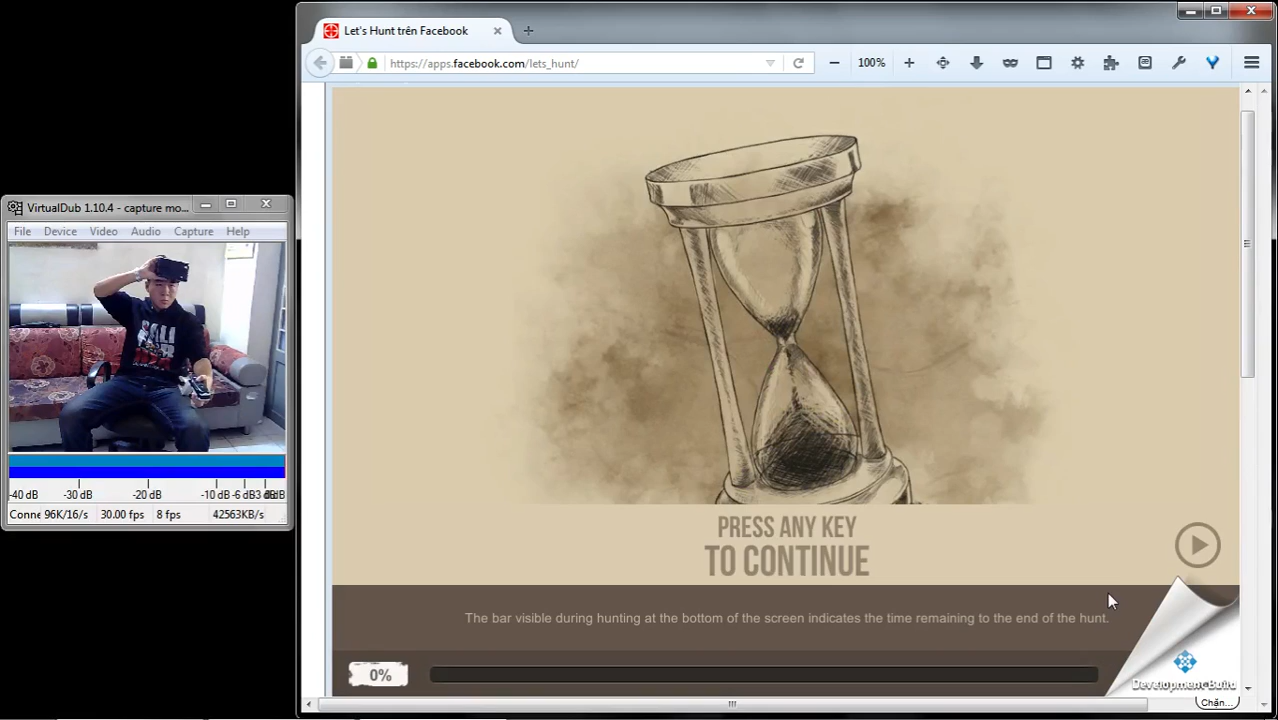 Let's Hunt trên Facebook
https://apps.facebook.com/lets_hunt/
100%
VirtualDub 1.10.4 - capture mo...
File Device Video Audio Capture Help
-40 dB -30 dB -20 dB -10 dB -6 dB
Conne 96K/16/s 30.00 fps 8 fps 42563KB/s
PRESS ANY KEY
TO CONTINUE
The bar visible during hunting at the bottom of the screen indicates the time remaining to the end of the hunt.
0%
Development Build
Chặn...